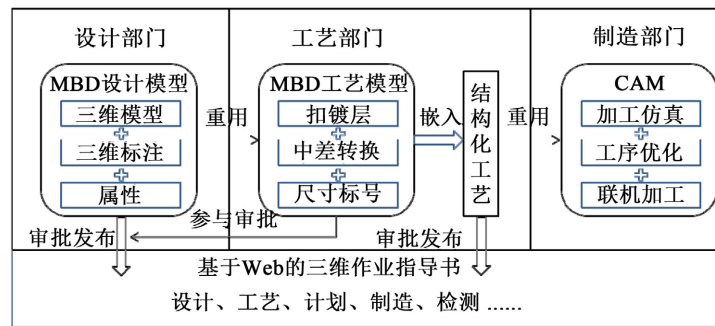 设计部门
工艺部门
制造部门
MBD设计模型
三维模型
三维标注
属性
重用
MBD工艺模型
扣镀层
中差转换
尺寸标号
嵌入
结构化工艺
重用
CAM
加工仿真
工序优化
联机加工
参与审批
审批发布
审批发布
基于Web的三维作业指导书
设计、工艺、计划、制造、检测 ......